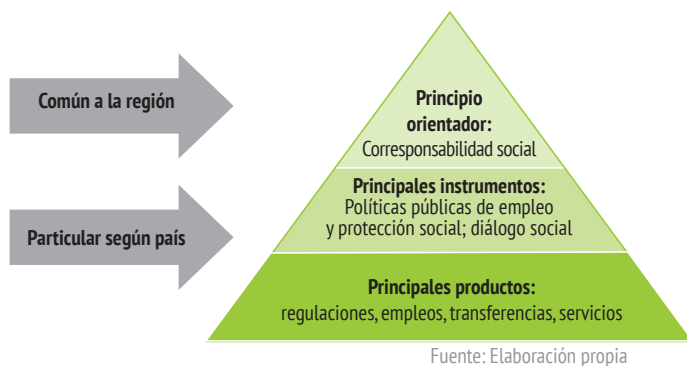 Común a la región
Principio
orientador:
Corresponsabilidad social
Principales instrumentos:
Políticas públicas de empleo
y protección social; diálogo social
Particular según país
Principales productos:
regulaciones, empleos, transferencias, servicios
Fuente: Elaboración propia